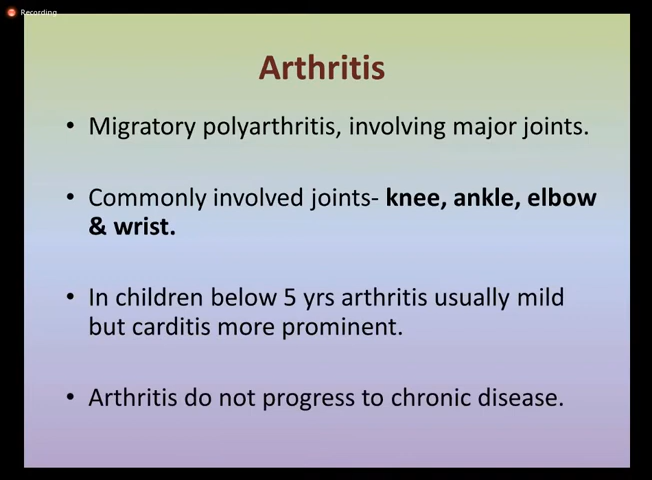 Recording
Arthritis
• Migratory polyarthritis, involving major joints.
• Commonly involved joints- knee, ankle, elbow
& wrist.
• In children below 5 yrs arthritis usually mild
but carditis more prominent.
• Arthritis do not progress to chronic disease.